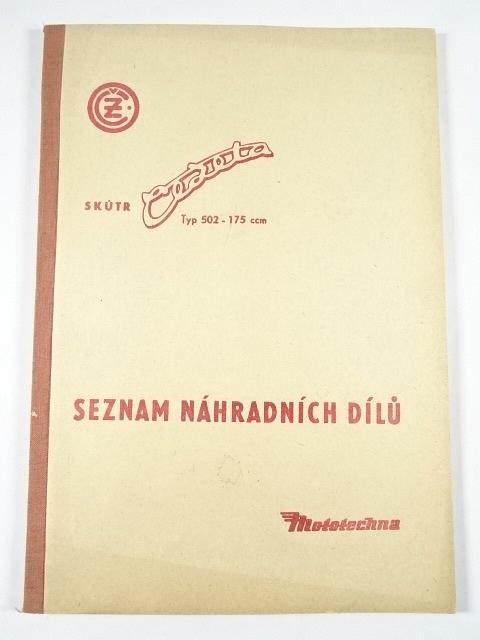 ČZ
SKÚTR Čezeta
Typ 502 - 175 ccm
SEZNAM NÁHRADNÍCH DÍLŮ
Mototechna